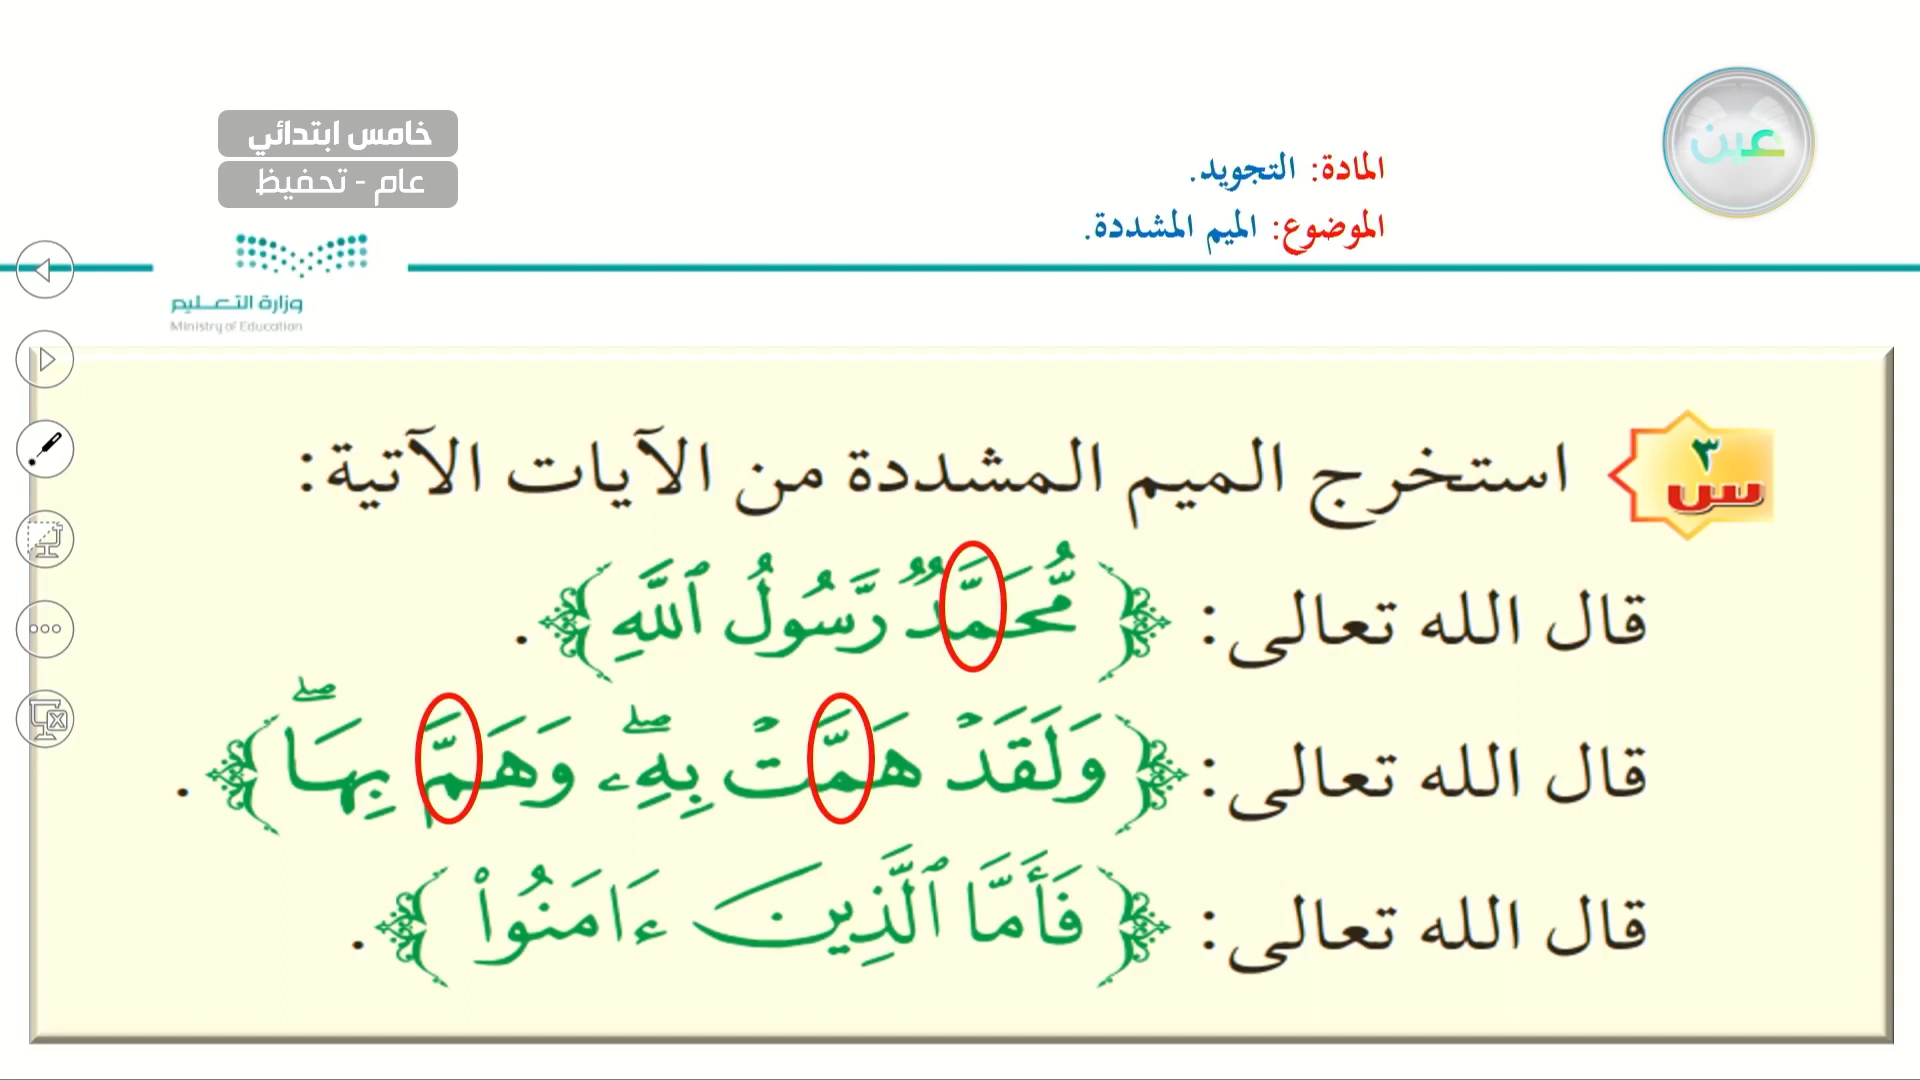 عين
خامس ابتدائي
عام - تحفيظ
المادة: التجويد.
الموضوع: الميم المشددة.
وزارة التعليم
Ministry of Education
س٣ استخرج الميم المشددة من الآيات الآتية:
قال الله تعالى: ﴿مُّحَمَّدٌ رَّسُولُ ٱللَّهِ﴾.
قال الله تعالى: ﴿وَلَقَدْ هَمَّتْ بِهِۦۖ وَهَمَّ بِهَاۖ﴾.
قال الله تعالى: ﴿فَأَمَّا ٱلَّذِينَ ءَامَنُوا۟﴾.